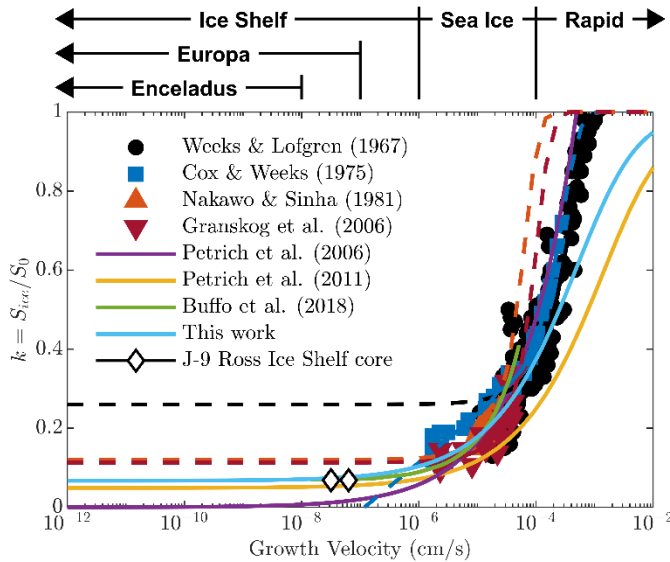 Ice Shelf Sea Ice Rapid
Europa
Enceladus
1
0.8
0.6
0.4
0.2
0
k = S_ice/S_0
Weeks & Lofgren (1967)
Cox & Weeks (1975)
Nakawo & Sinha (1981)
Granskog et al. (2006)
Petrich et al. (2006)
Petrich et al. (2011)
Buffo et al. (2018)
This work
J-9 Ross Ice Shelf core
10^-12 10^-10 10^-8 10^-6 10^-4 10^-2
Growth Velocity (cm/s)